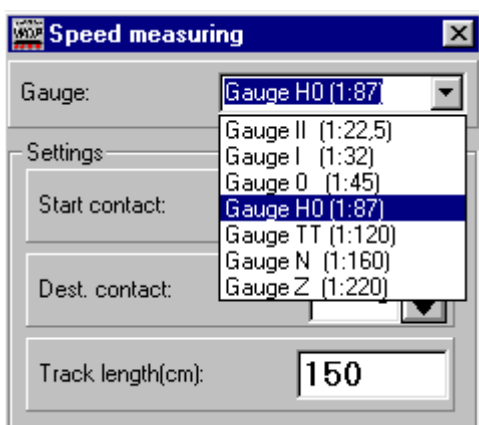 Speed measuring
Gauge: Gauge H0 (1:87)
Gauge II (1:22,5)
Gauge I (1:32)
Gauge 0 (1:45)
Gauge H0 (1:87)
Gauge TT (1:120)
Gauge N (1:160)
Gauge Z (1:220)
Settings
Start contact:
Dest. contact:
Track length(cm): 150